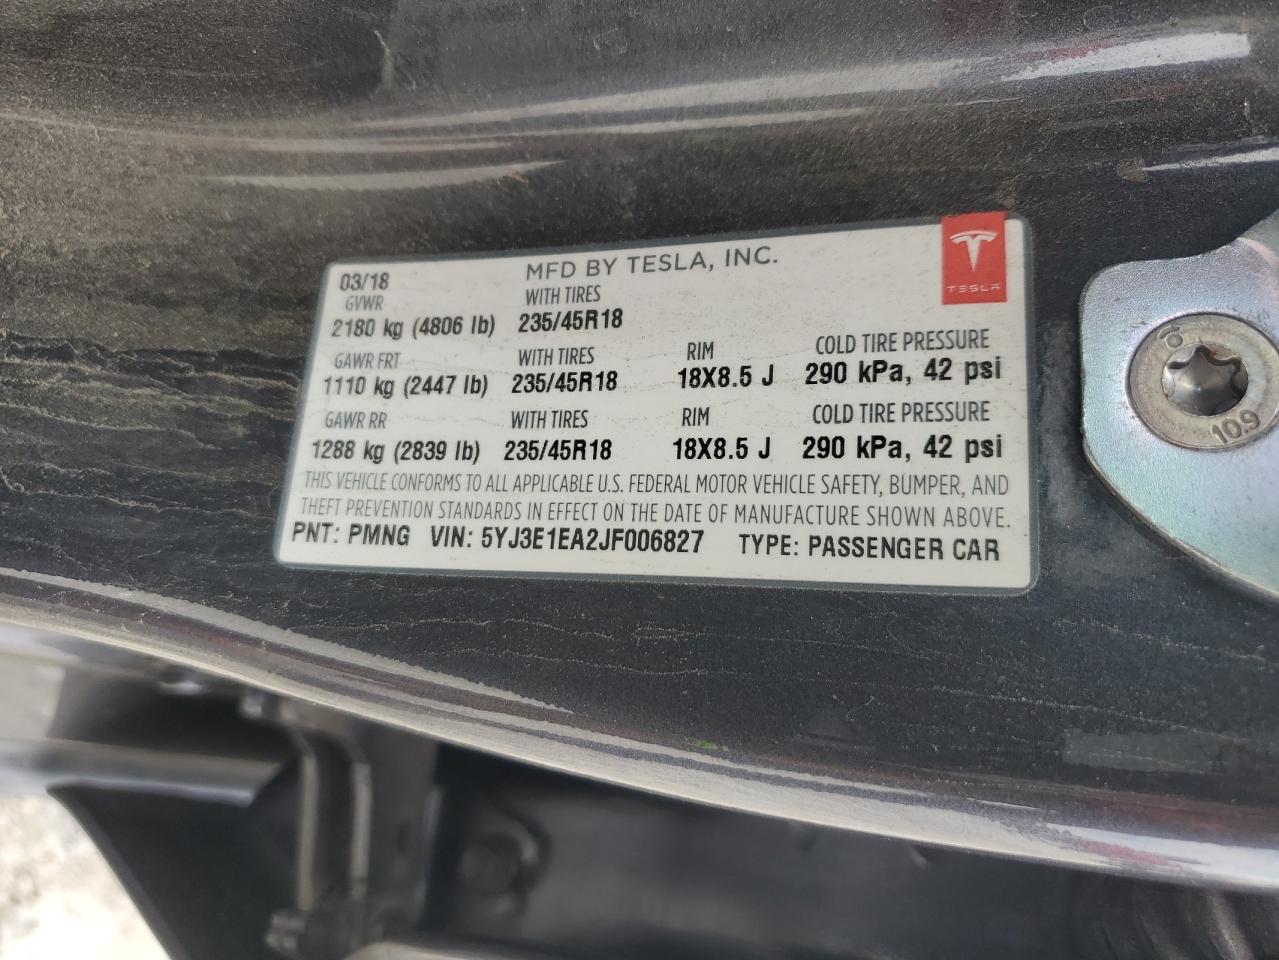 03/18 MFD BY TESLA, INC.
TESLA
GVWR WITH TIRES
2180 kg (4806 lb) 235/45R18
GAWR FRT WITH TIRES RIM COLD TIRE PRESSURE
1110 kg (2447 lb) 235/45R18 18X8.5 J 290 kPa, 42 psi
GAWR RR WITH TIRES RIM COLD TIRE PRESSURE
1288 kg (2839 lb) 235/45R18 18X8.5 J 290 kPa, 42 psi
THIS VEHICLE CONFORMS TO ALL APPLICABLE U.S. FEDERAL MOTOR VEHICLE SAFETY, BUMPER, AND
THEFT PREVENTION STANDARDS IN EFFECT ON THE DATE OF MANUFACTURE SHOWN ABOVE.
PNT: PMNG VIN: 5YJ3E1EA2JF006827 TYPE: PASSENGER CAR
10.9